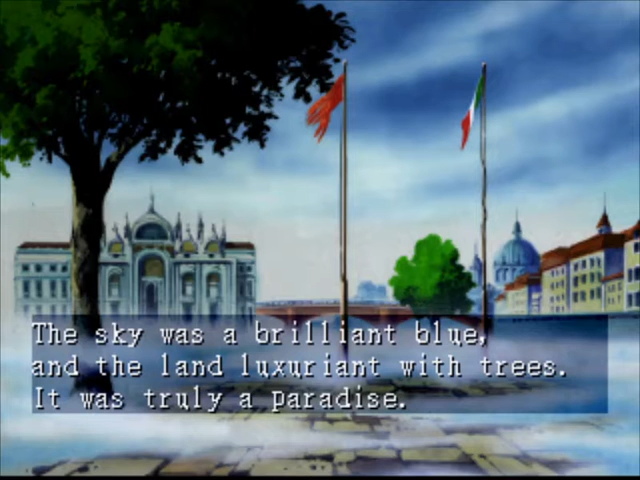 The sky was a brilliant blue,
and the land luxuriant with trees.
It was truly a paradise.